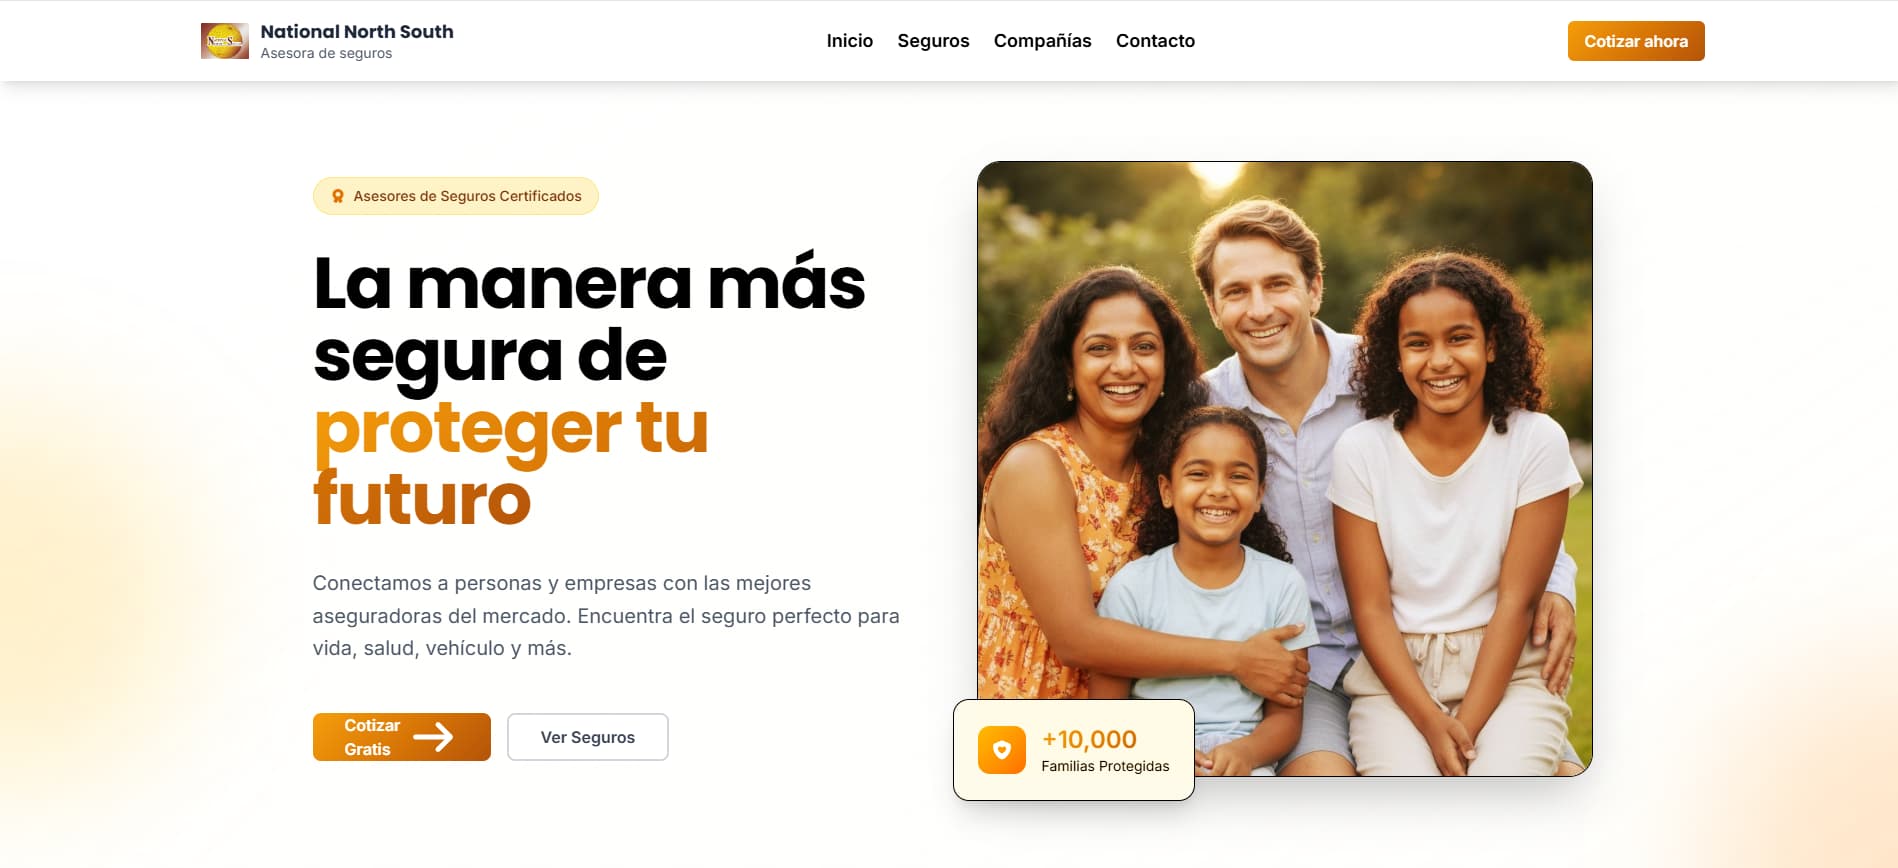 National North South
Asesora de seguros
Inicio
Seguros
Compañías
Contacto
Cotizar ahora
Asesores de Seguros Certificados
La manera más
segura de
proteger tu
futuro
Conectamos a personas y empresas con las mejores
aseguradoras del mercado. Encuentra el seguro perfecto para
vida, salud, vehículo y más.
Cotizar
Gratis
Ver Seguros
+10,000
Familias Protegidas